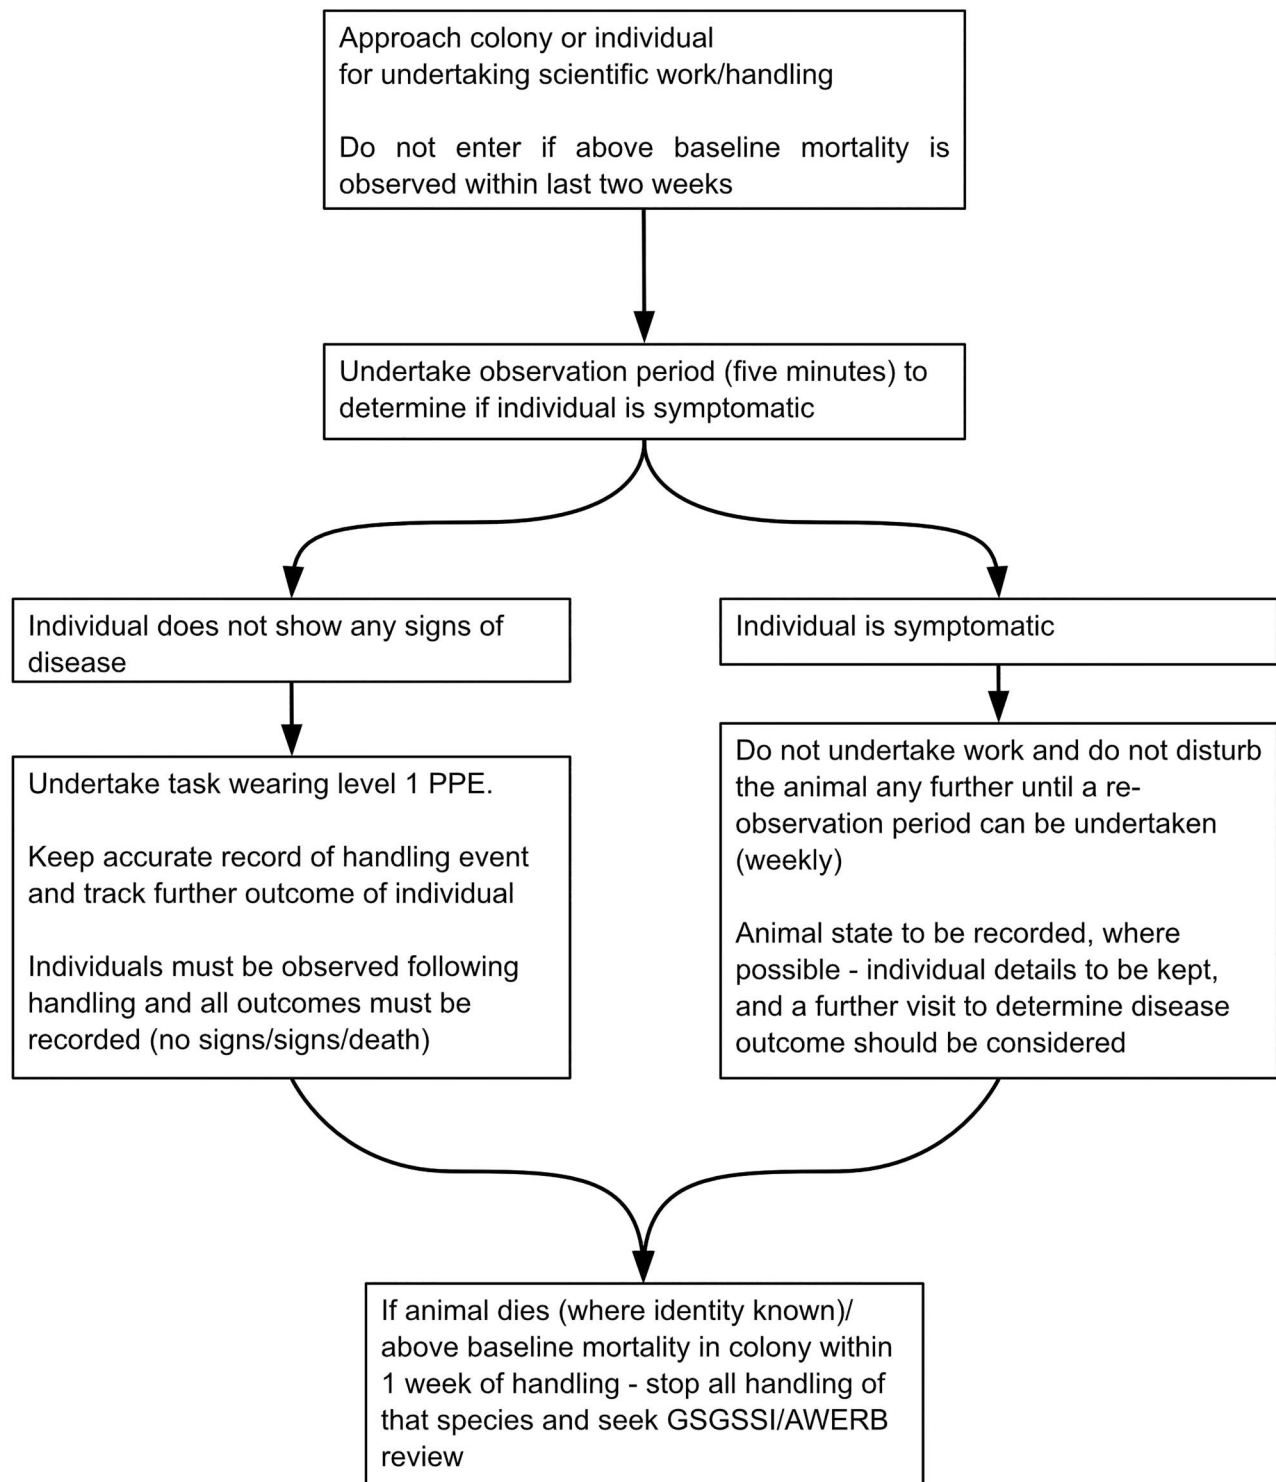 Approach colony or individual
for undertaking scientific work/handling
Do not enter if above baseline mortality is
observed within last two weeks
Undertake observation period (five minutes) to
determine if individual is symptomatic
Individual does not show any signs of
disease
Undertake task wearing level 1 PPE.
Keep accurate record of handling event
and track further outcome of individual
Individuals must be observed following
handling and all outcomes must be
recorded (no signs/signs/death)
Individual is symptomatic
Do not undertake work and do not disturb
the animal any further until a re-
observation period can be undertaken
(weekly)
Animal state to be recorded, where
possible - individual details to be kept,
and a further visit to determine disease
outcome should be considered
If animal dies (where identity known)/
above baseline mortality in colony within
1 week of handling - stop all handling of
that species and seek GSGSSI/AWERB
review